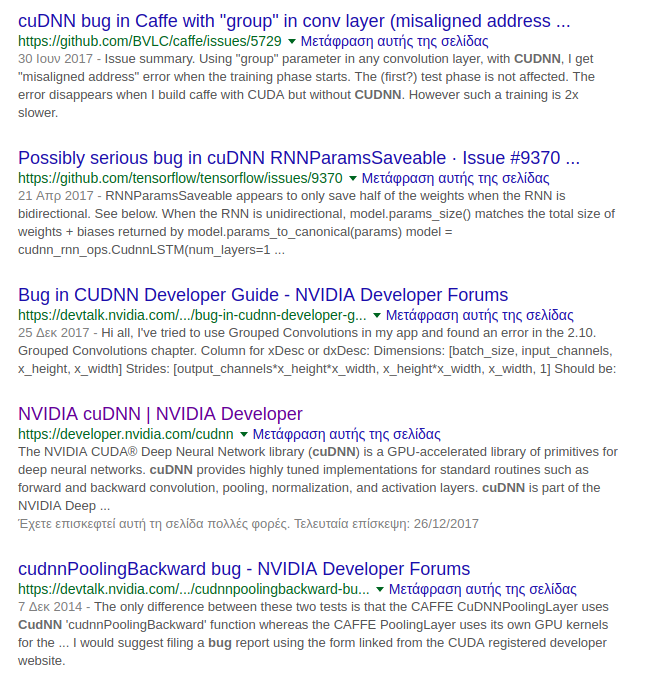 cuDNN bug in Caffe with "group" in conv layer (misaligned address ...
https://github.com/BVLC/caffe/issues/5729 Μετάφραση αυτής της σελίδας
30 Ιουν 2017 - Issue summary. Using "group" parameter in any convolution layer, with CUDNN, I get
"misaligned address" error when the training phase starts. The (first?) test phase is not affected. The
error disappears when I build caffe with CUDA but without CUDNN. However such a training is 2x
slower.
Possibly serious bug in cuDNN RNNParamsSaveable · Issue #9370 ...
https://github.com/tensorflow/tensorflow/issues/9370 Μετάφραση αυτής της σελίδας
21 Απρ 2017 - RNNParamsSaveable appears to only save half of the weights when the RNN is
bidirectional. See below. When the RNN is unidirectional, model.params_size() matches the total size of
weights + biases returned by model.params_to_canonical(params) model =
cudnn_rnn_ops.CudnnLSTM(num_layers=1 ...
Bug in CUDNN Developer Guide - NVIDIA Developer Forums
https://devtalk.nvidia.com/.../bug-in-cudnn-developer-g... Μετάφραση αυτής της σελίδας
25 Δεκ 2017 - Hi all, I've tried to use Grouped Convolutions in my app and found an error in the 2.10.
Grouped Convolutions chapter. Column for xDesc or dxDesc: Dimensions: [batch_size, input_channels,
x_height, x_width] Strides: [output_channels*x_height*x_width, x_height*x_width, x_width, 1] Should be:
NVIDIA cuDNN | NVIDIA Developer
https://developer.nvidia.com/cudnn Μετάφραση αυτής της σελίδας
The NVIDIA CUDA® Deep Neural Network library (cuDNN) is a GPU-accelerated library of primitives for
deep neural networks. cuDNN provides highly tuned implementations for standard routines such as
forward and backward convolution, pooling, normalization, and activation layers. cuDNN is part of the
NVIDIA Deep ...
Έχετε επισκεφτεί αυτή τη σελίδα πολλές φορές. Τελευταία επίσκεψη: 26/12/2017
cudnnPoolingBackward bug - NVIDIA Developer Forums
https://devtalk.nvidia.com/.../cudnnpoolingbackward-bu... Μετάφραση αυτής της σελίδας
7 Δεκ 2014 - The only difference between these two tests is that the CAFFE CuDNNPoolingLayer uses
CudNN 'cudnnPoolingBackward' function whereas the CAFFE PoolingLayer uses its own GPU kernels
for the ... I would suggest filing a bug report using the form linked from the CUDA registered developer
website.